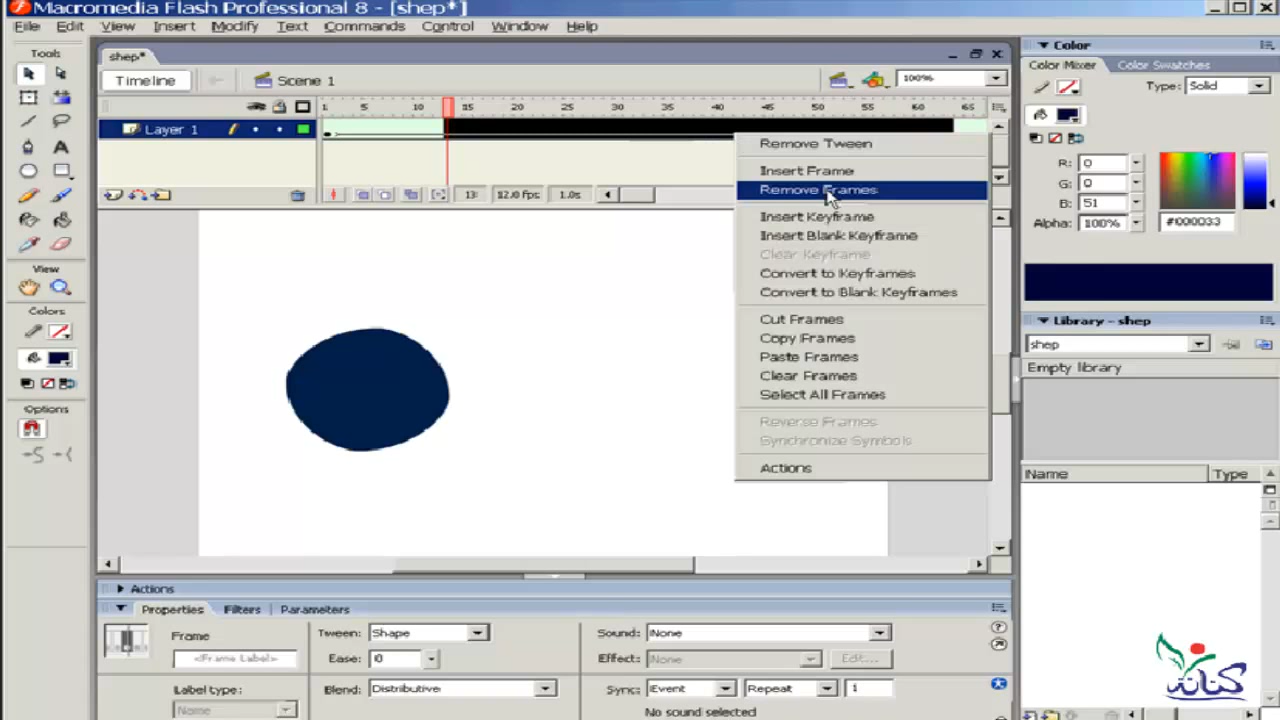 Macromedia Flash Professional 8 - [shep*]
File Edit View Insert Modify Text Commands Control Window Help
Tools
View
Colors
Options
shep*
Timeline
Scene 1
100%
1 5 10 15 20 25 30 35 40 45 50 55 60 65
Layer 1
13 12.0 fps 1.0s
Remove Tween
Insert Frame
Remove Frames
Insert Keyframe
Insert Blank Keyframe
Clear Keyframe
Convert to Keyframes
Convert to Blank Keyframes
Cut Frames
Copy Frames
Paste Frames
Clear Frames
Select All Frames
Reverse Frames
Synchronize Symbols
Actions
Color
Color Mixer Color Swatches
Type: Solid
R: 0
G: 0
B: 51
Alpha: 100% #000033
Library - shep
shep
Empty library
Name Type
Actions
Properties Filters Parameters
Frame
<Frame Label>
Label type:
Name
Tween: Shape
Ease: 0
Blend: Distributive
Sound: None
Effect: None Edit...
Sync: Event Repeat 1
No sound selected
كنانة